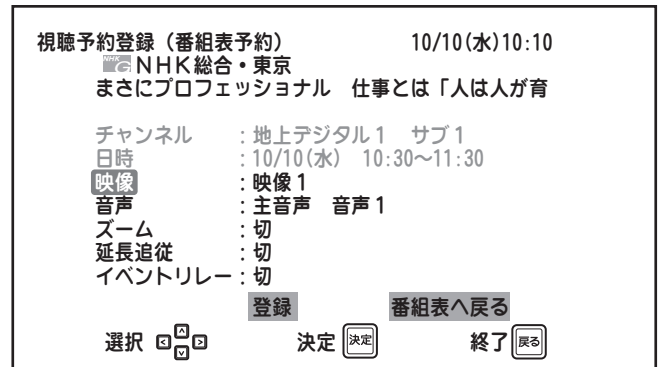 視聴予約登録（番組表予約） 10/10(水)10:10
NHK G NHK総合・東京
まさにプロフェッショナル 仕事とは「人は人が育
チャンネル ：地上デジタル1 サブ1
日時 ：10/10(水) 10:30～11:30
映像 ：映像1
音声 ：主音声 音声1
ズーム ：切
延長追従 ：切
イベントリレー：切
登録 番組表へ戻る
選択 決定 決定 終了 戻る